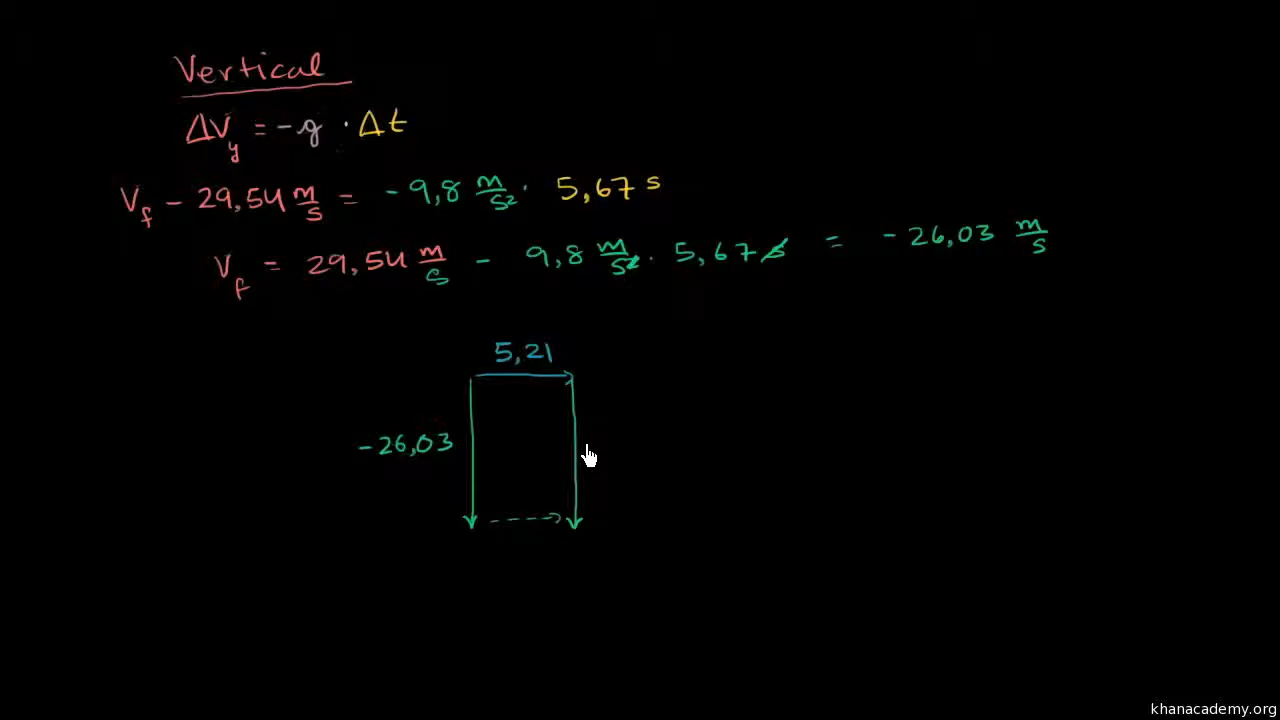 Vertical
ΔVy = -g · Δt
Vf - 29,54 m/s = -9,8 m/s² · 5,67 s
Vf = 29,54 m/s - 9,8 m/s² · 5,67 s = -26,03 m/s
5,21
-26,03
khanacademy.org